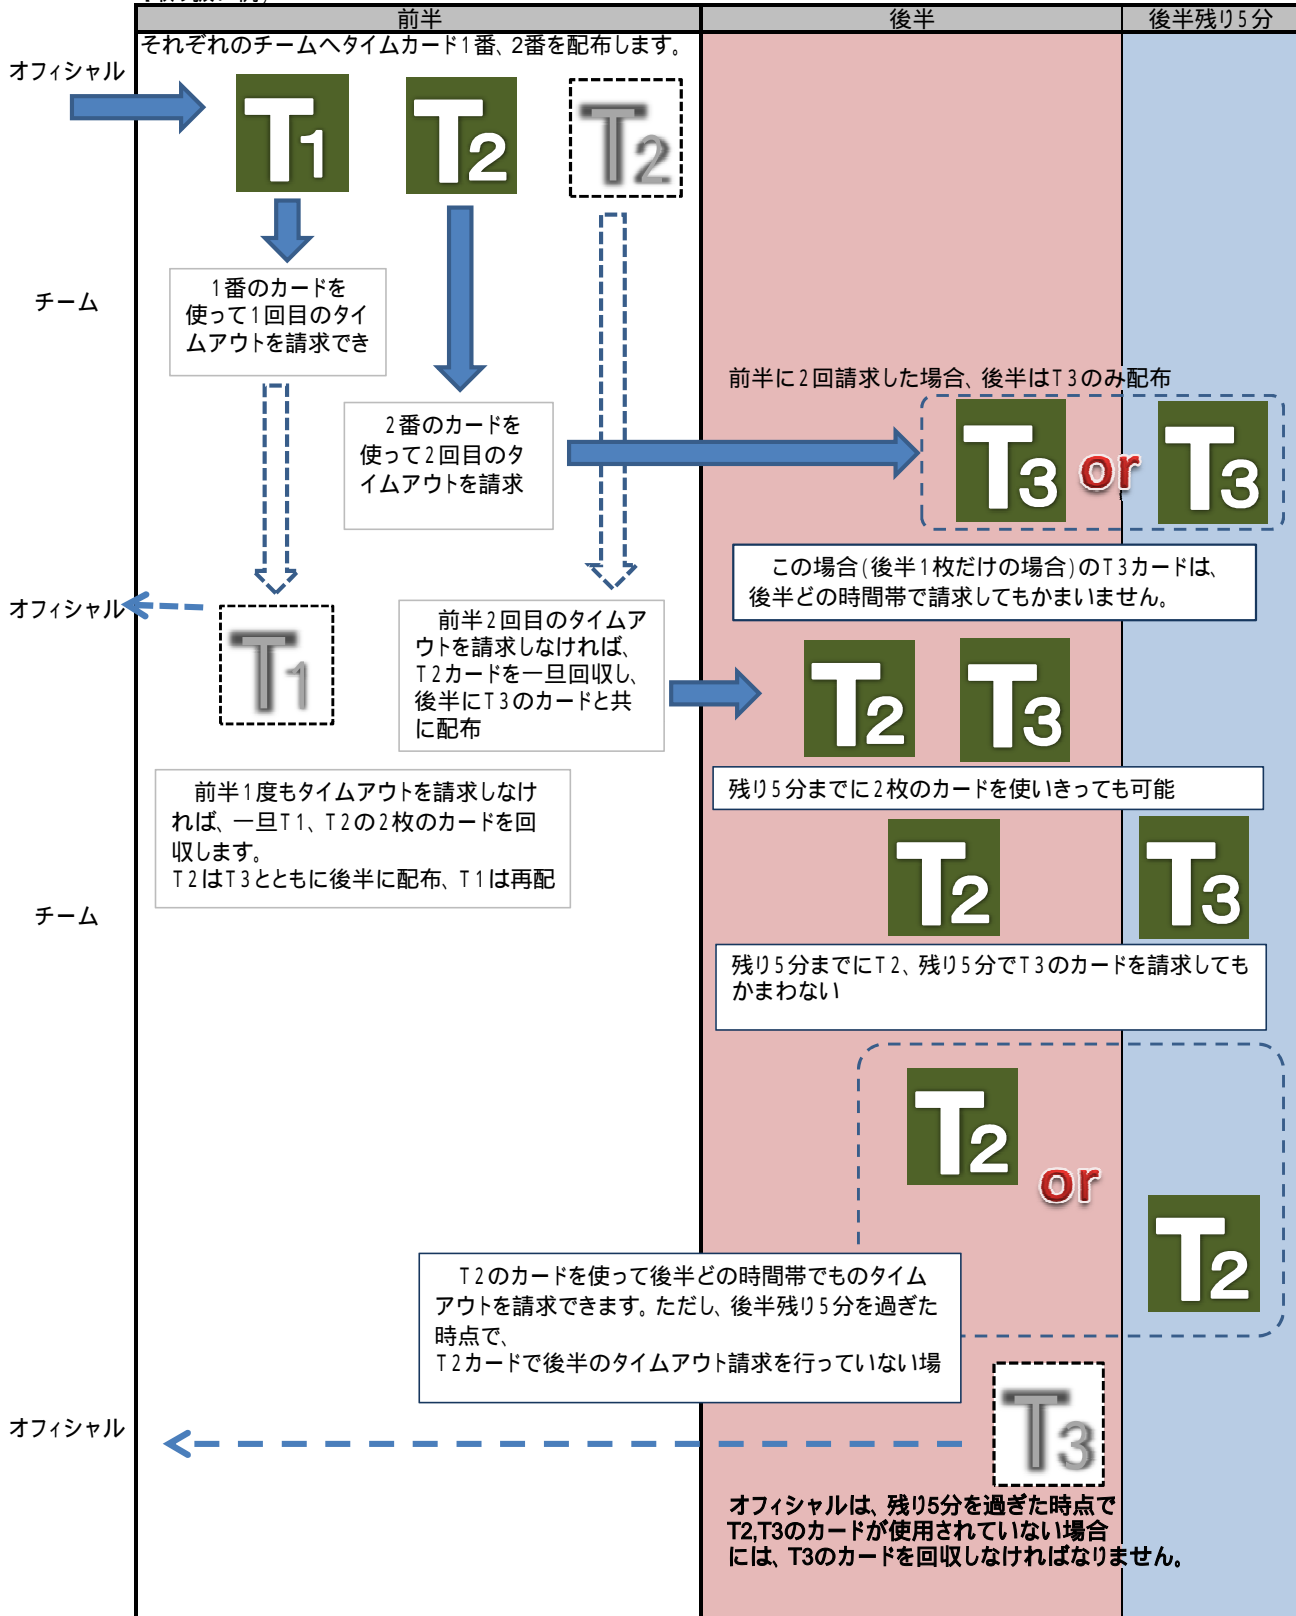 前半
後半
後半残り5分
それぞれのチームへタイムカード1番、2番を配布します。
オフィシャル
T1
T2
T2
1番のカードを
使って1回目のタイ
ムアウトを請求でき
チーム
前半に2回請求した場合、後半はT3のみ配布
2番のカードを
使って2回目のタ
イムアウトを請求
T3 or T3
この場合(後半1枚だけの場合)のT3カードは、
後半どの時間帯で請求してもかまいません。
オフィシャル
T1
前半2回目のタイムア
ウトを請求しなければ、
T2カードを一旦回収し、
後半にT3のカードと共
に配布
T2
T3
残り5分までに2枚のカードを使いきっても可能
前半1度もタイムアウトを請求しなけ
れば、一旦T1、T2の2枚のカードを回
収します。
T2はT3とともに後半に配布、T1は再配
T2
T3
チーム
残り5分までにT2、残り5分でT3のカードを請求しても
かまわない
T2
or
T2
T2のカードを使って後半どの時間帯でものタイム
アウトを請求できます。ただし、後半残り5分を過ぎた
時点で、
T2カードで後半のタイムアウト請求を行っていない場
T3
オフィシャル
オフィシャルは、残り5分を過ぎた時点で
T2,T3のカードが使用されていない場合
には、T3のカードを回収しなければなりません。